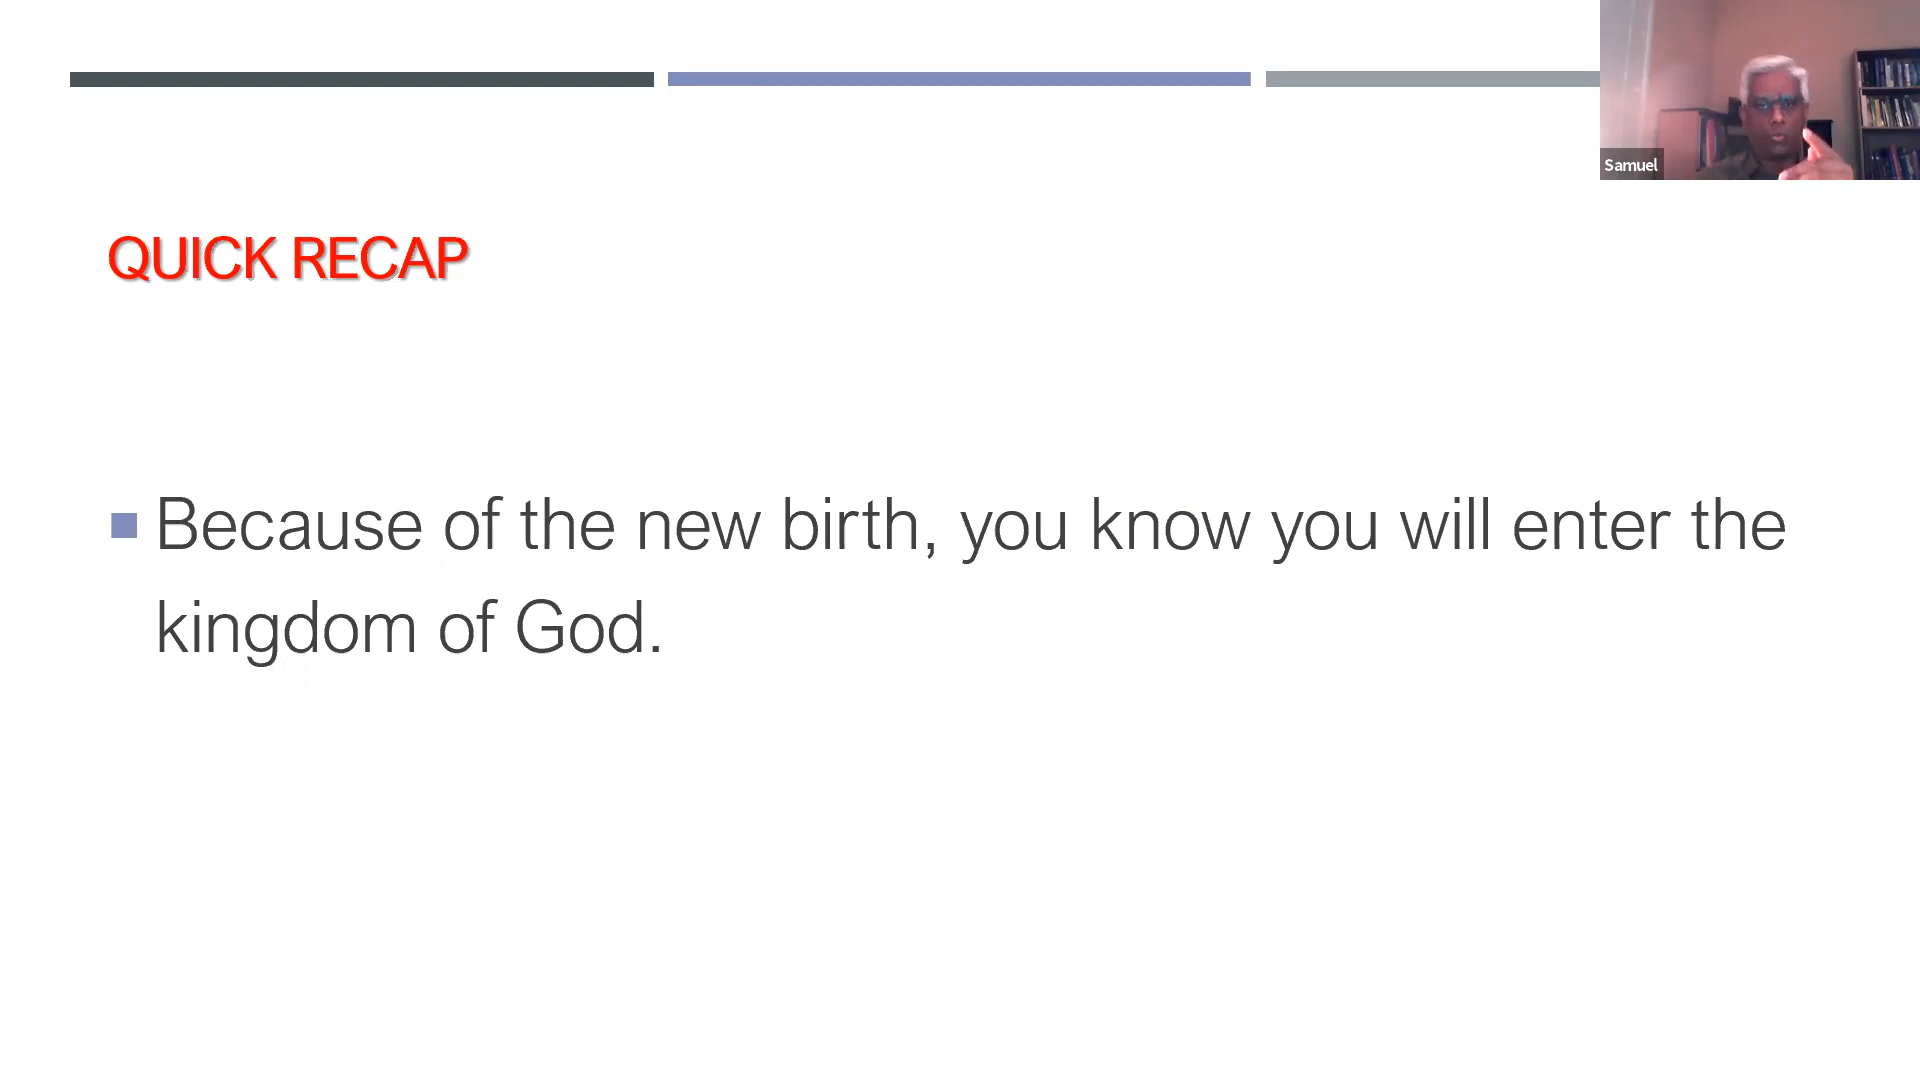 Samuel
QUICK RECAP
Because of the new birth, you know you will enter the
kingdom of God.